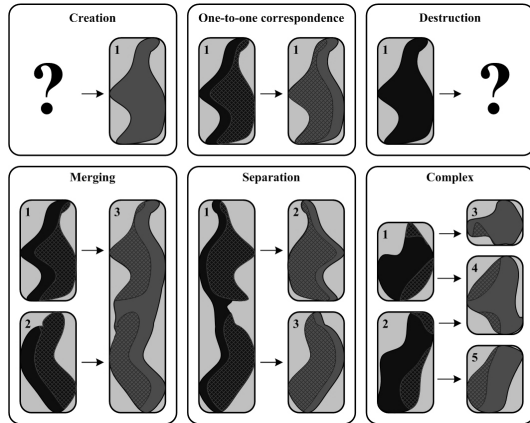 Creation
?
1
One-to-one correspondence
1
1
Destruction
1
?
Merging
1
3
2
Separation
1
2
3
Complex
1
3
4
2
5